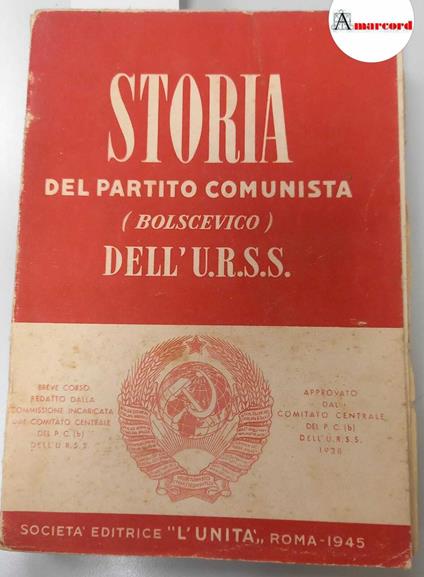 Amarcord
STORIA
DEL PARTITO COMUNISTA
( BOLSCEVICO )
DELL'U.R.S.S.
BREVE CORSO
REDATTO DALLA
COMMISSIONE INCARICATA
DAL COMITATO CENTRALE
DEL P.C.(b)
DELL'U.R.S.S.
APPROVATO
DAL
COMITATO CENTRALE
DEL P.C.(b)
DELL'U.R.S.S.
1938
SOCIETA' EDITRICE "L'UNITA'„ ROMA-1945